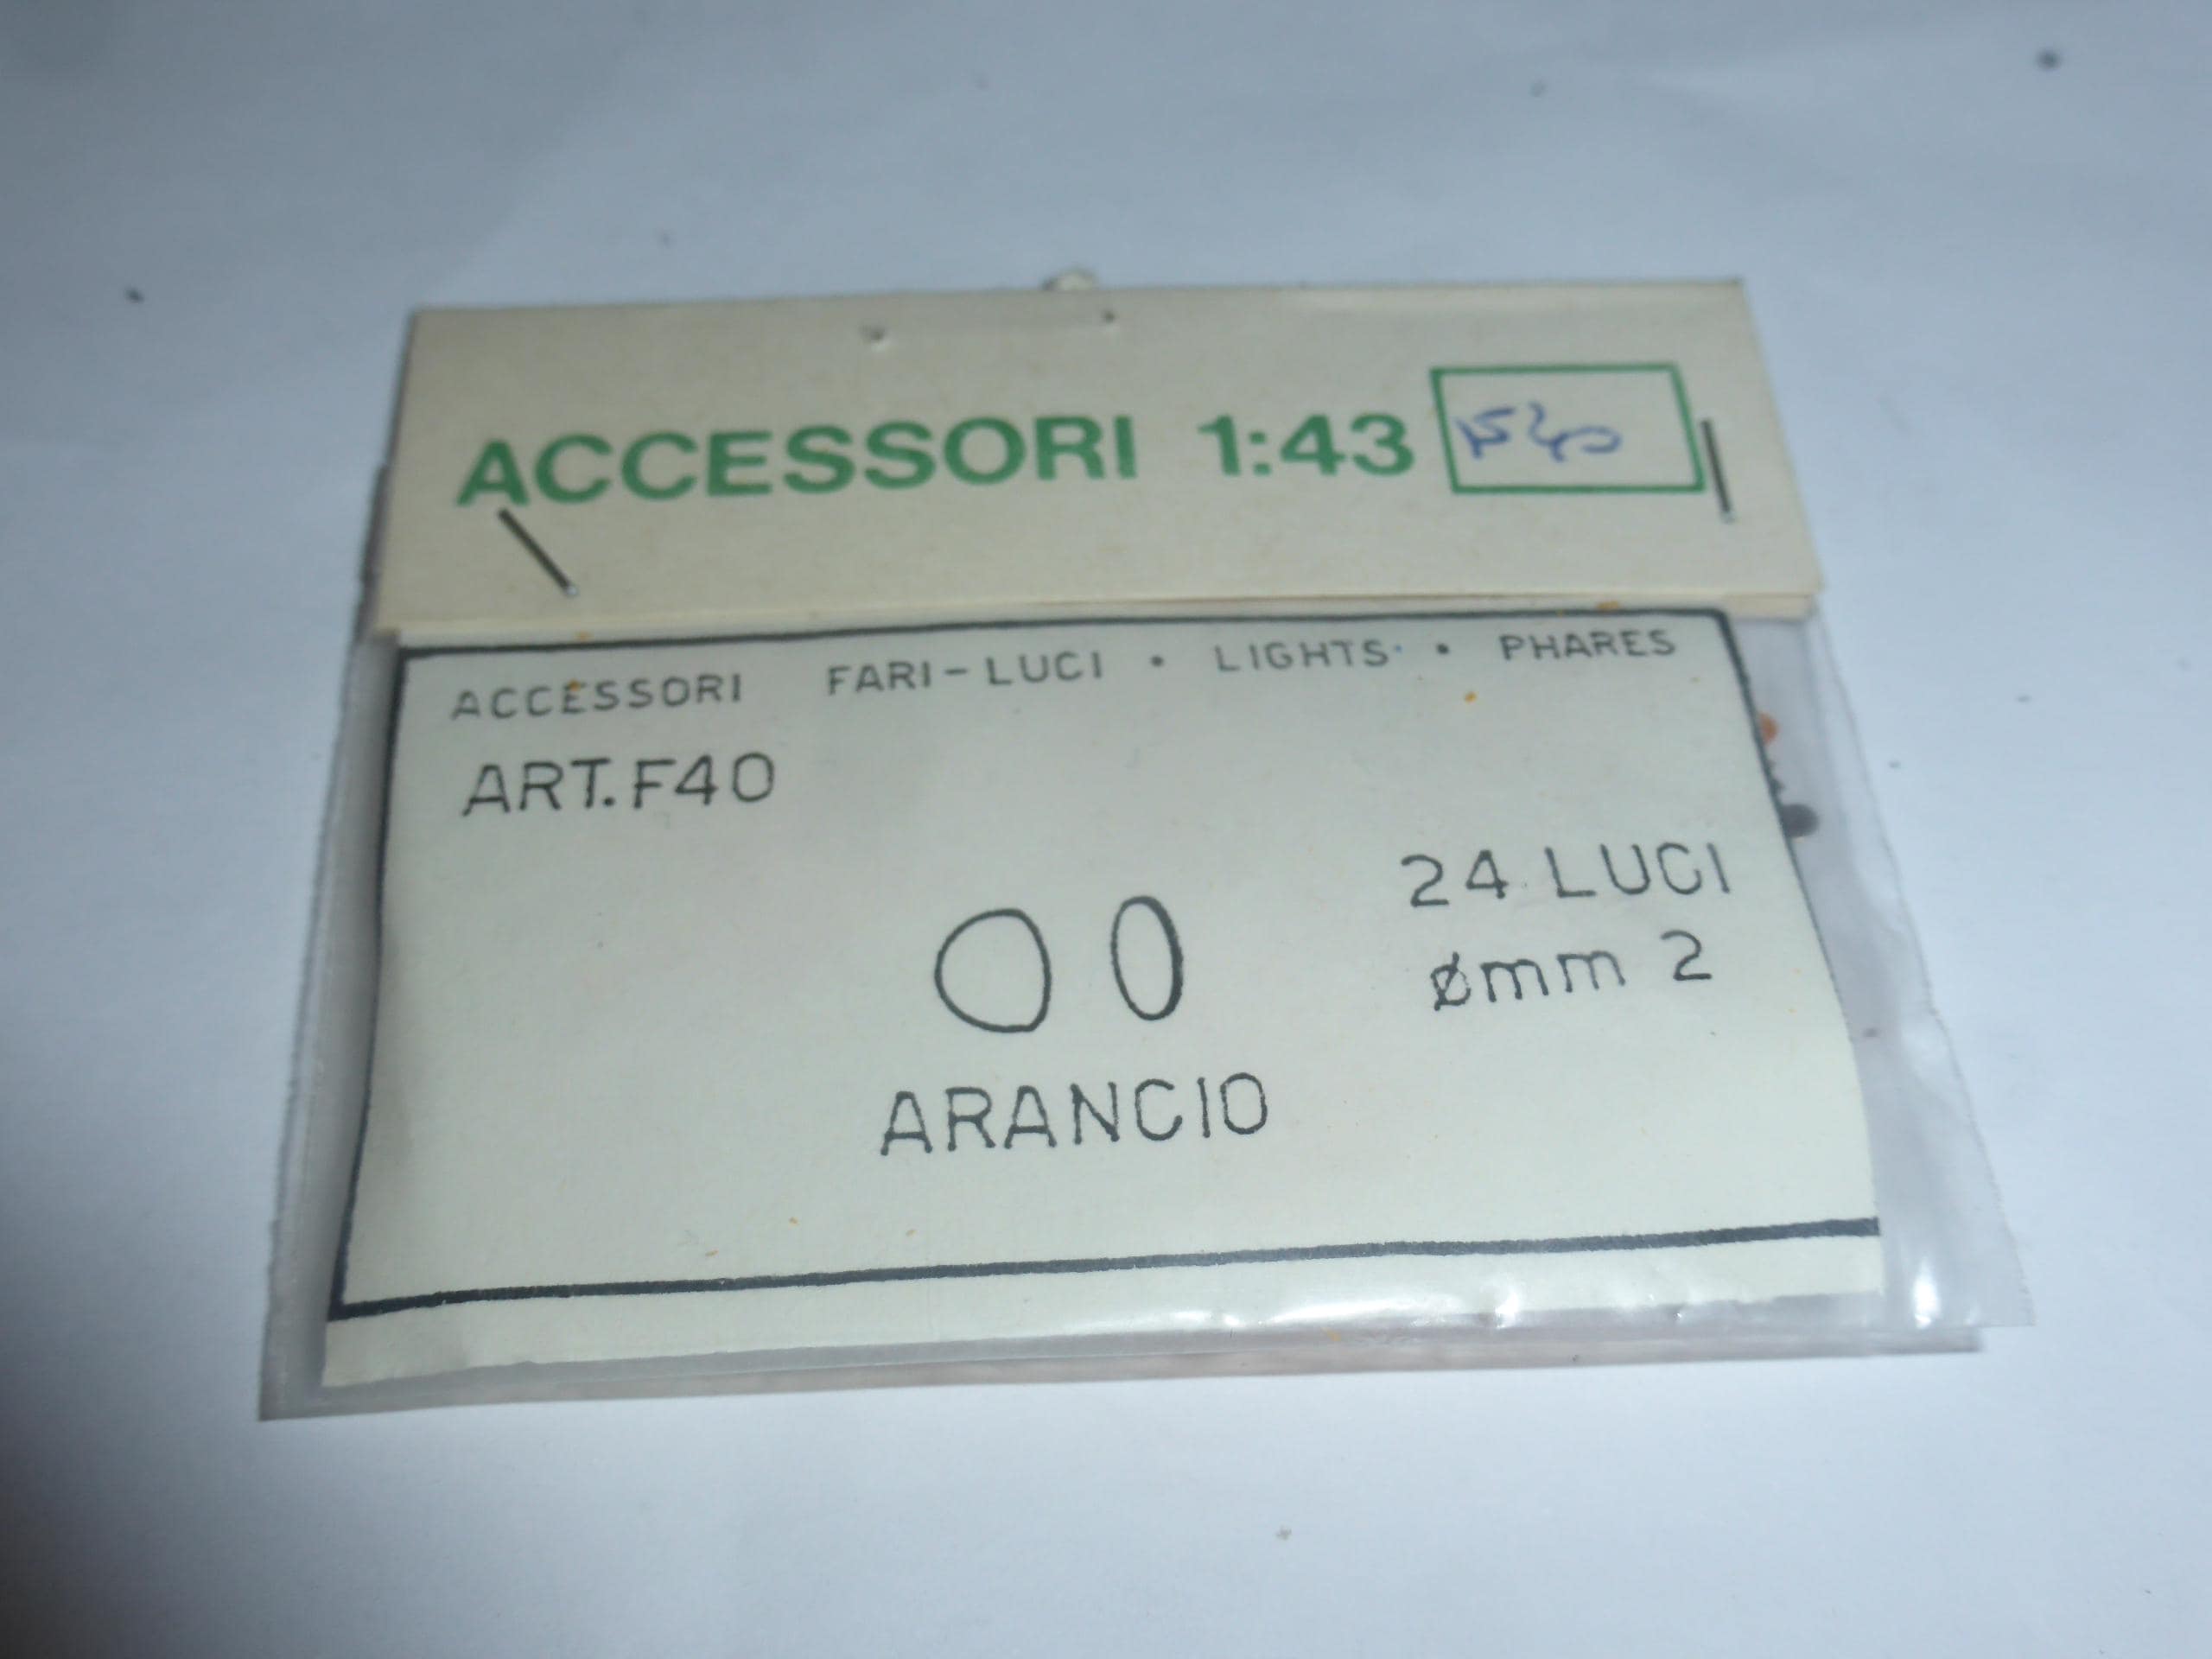 ACCESSORI 1:43 F40
ACCESSORI FARI-LUCI • LIGHTS • PHARES
ART. F40
24 LUCI
ømm 2
ARANCIO